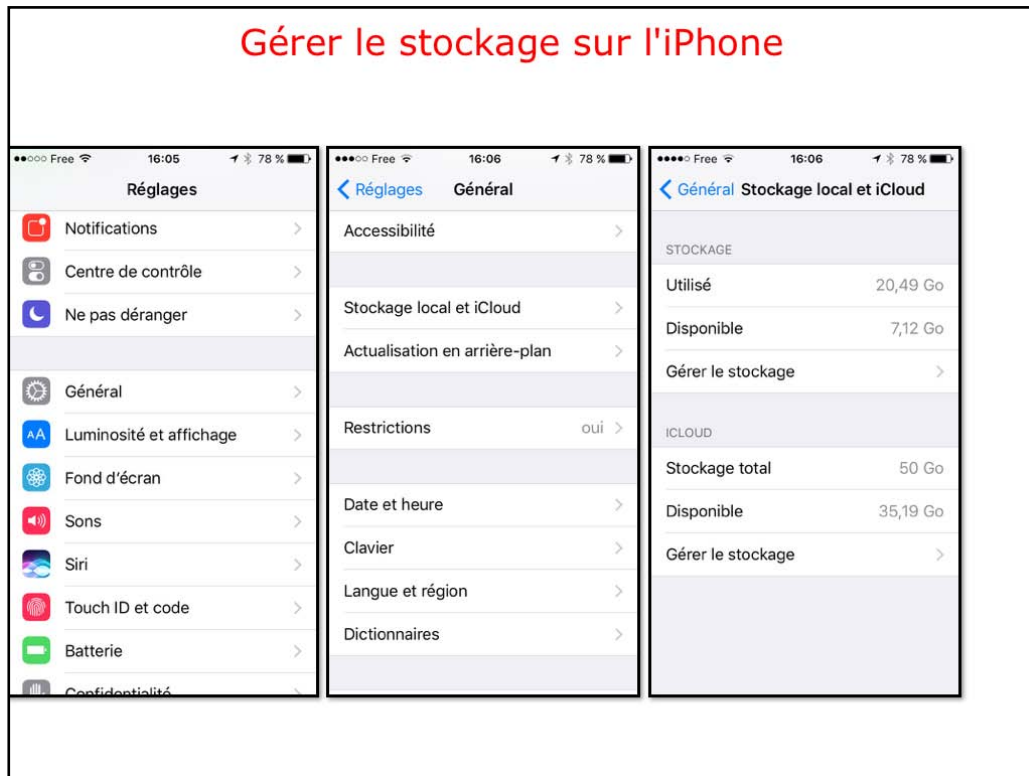 Gérer le stockage sur l'iPhone
Free 16:05 78 %
Réglages
Notifications
Centre de contrôle
Ne pas déranger
Général
AA Luminosité et affichage
Fond d'écran
Sons
Siri
Touch ID et code
Batterie
Confidentialité
Free 16:06 78 %
Réglages Général
Accessibilité
Stockage local et iCloud
Actualisation en arrière-plan
Restrictions oui
Date et heure
Clavier
Langue et région
Dictionnaires
Free 16:06 78 %
Général Stockage local et iCloud
STOCKAGE
Utilisé 20,49 Go
Disponible 7,12 Go
Gérer le stockage
ICLOUD
Stockage total 50 Go
Disponible 35,19 Go
Gérer le stockage